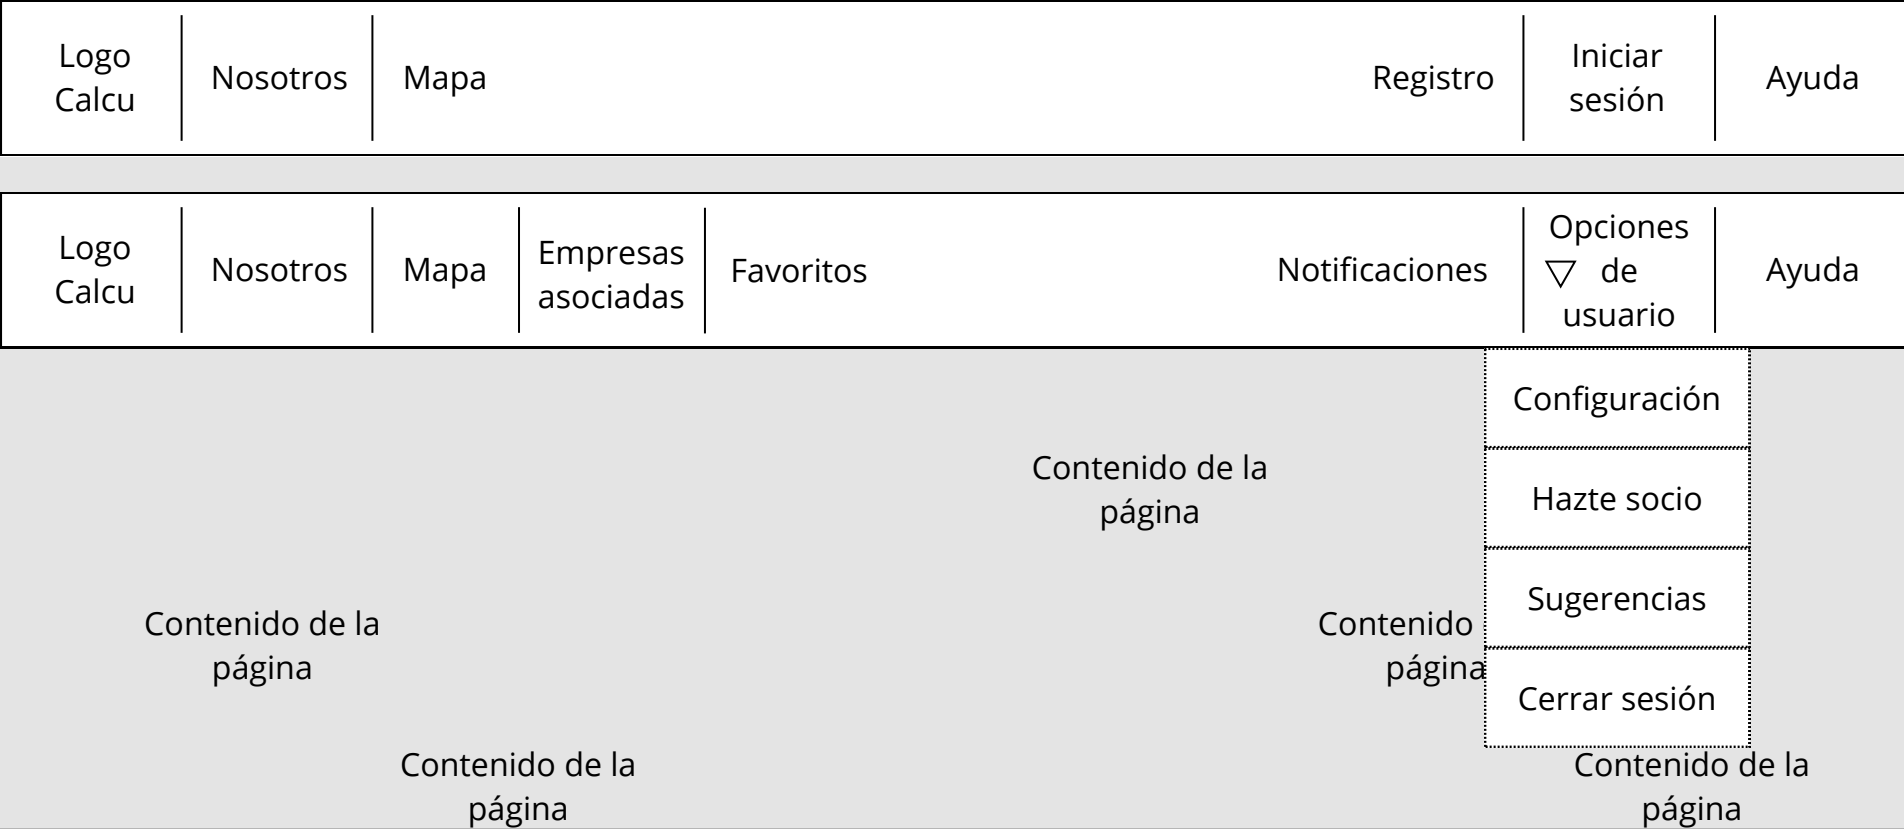 Logo
Calcu
Nosotros
Mapa
Registro
Iniciar
sesión
Ayuda
Logo
Calcu
Nosotros
Mapa
Empresas
asociadas
Favoritos
Notificaciones
Opciones
de
usuario
Ayuda
Configuración
Hazte socio
Sugerencias
Cerrar sesión
Contenido de la
página
Contenido de la
página
Contenido
página
Contenido de la
página
Contenido de la
página